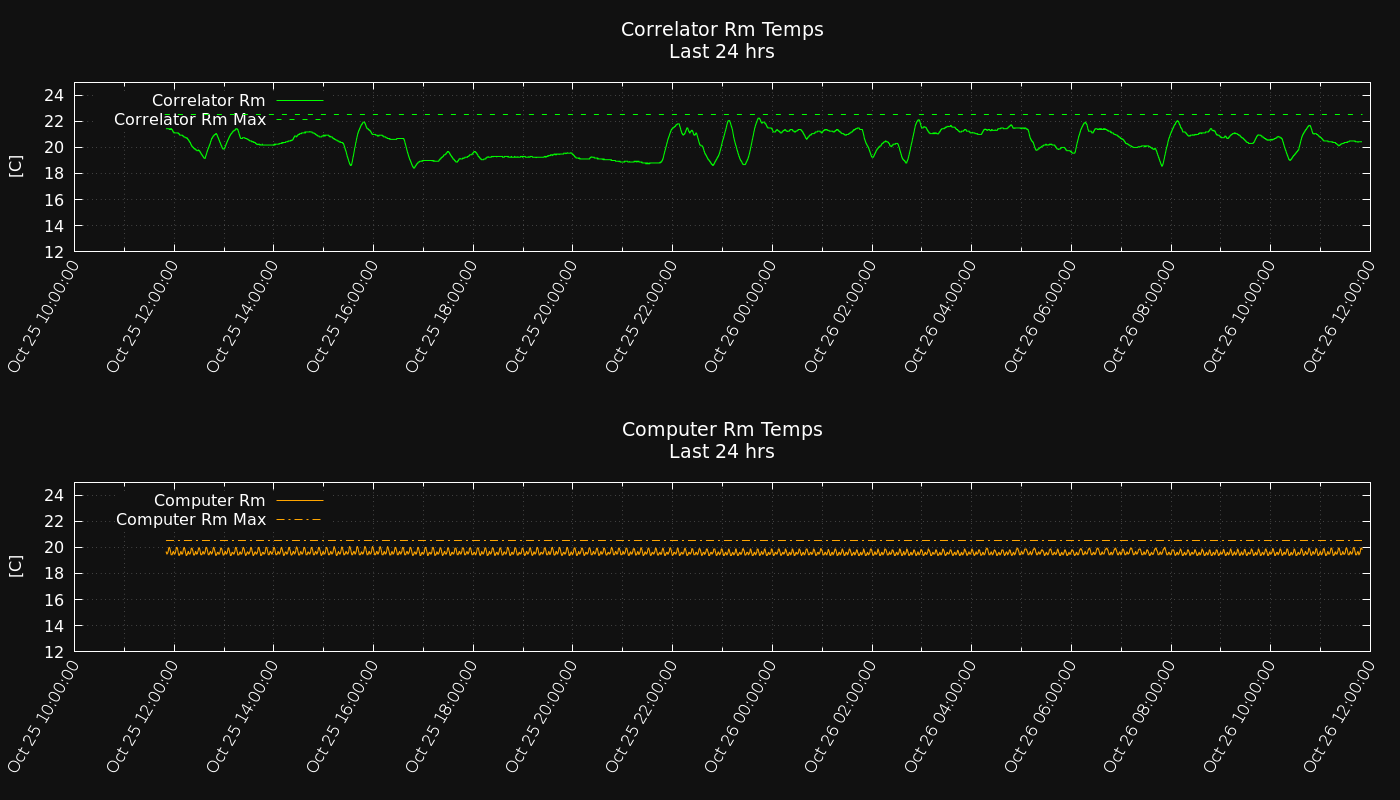 Correlator Rm Temps
Last 24 hrs
Correlator Rm
Correlator Rm Max
[C]
24
22
20
18
16
14
12
Oct 25 10:00:00
Oct 25 12:00:00
Oct 25 14:00:00
Oct 25 16:00:00
Oct 25 18:00:00
Oct 25 20:00:00
Oct 25 22:00:00
Oct 26 00:00:00
Oct 26 02:00:00
Oct 26 04:00:00
Oct 26 06:00:00
Oct 26 08:00:00
Oct 26 10:00:00
Oct 26 12:00:00
Computer Rm Temps
Last 24 hrs
Computer Rm
Computer Rm Max
[C]
24
22
20
18
16
14
12
Oct 25 10:00:00
Oct 25 12:00:00
Oct 25 14:00:00
Oct 25 16:00:00
Oct 25 18:00:00
Oct 25 20:00:00
Oct 25 22:00:00
Oct 26 00:00:00
Oct 26 02:00:00
Oct 26 04:00:00
Oct 26 06:00:00
Oct 26 08:00:00
Oct 26 10:00:00
Oct 26 12:00:00